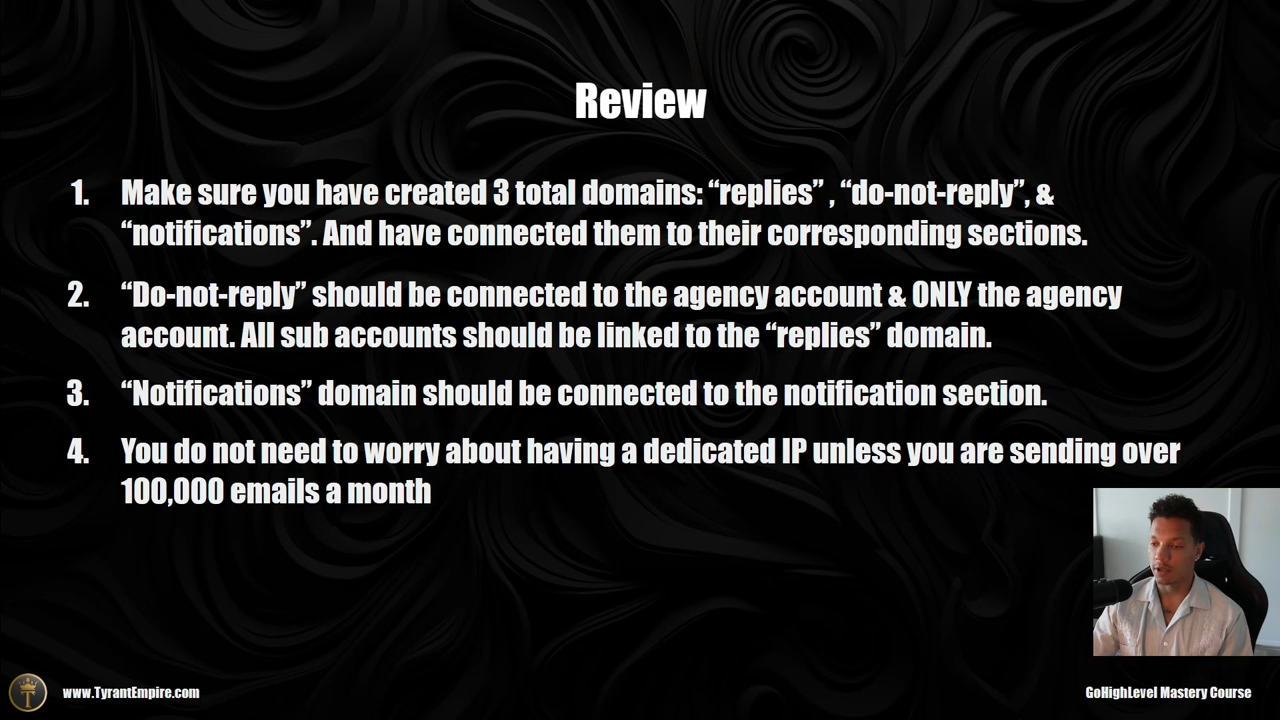 Review
1. Make sure you have created 3 total domains: “replies” , “do-not-reply”, &
“notifications”. And have connected them to their corresponding sections.
2. “Do-not-reply” should be connected to the agency account & ONLY the agency
account. All sub accounts should be linked to the “replies” domain.
3. “Notifications” domain should be connected to the notification section.
4. You do not need to worry about having a dedicated IP unless you are sending over
100,000 emails a month
T
www.TyrantEmpire.com
GoHighLevel Mastery Course